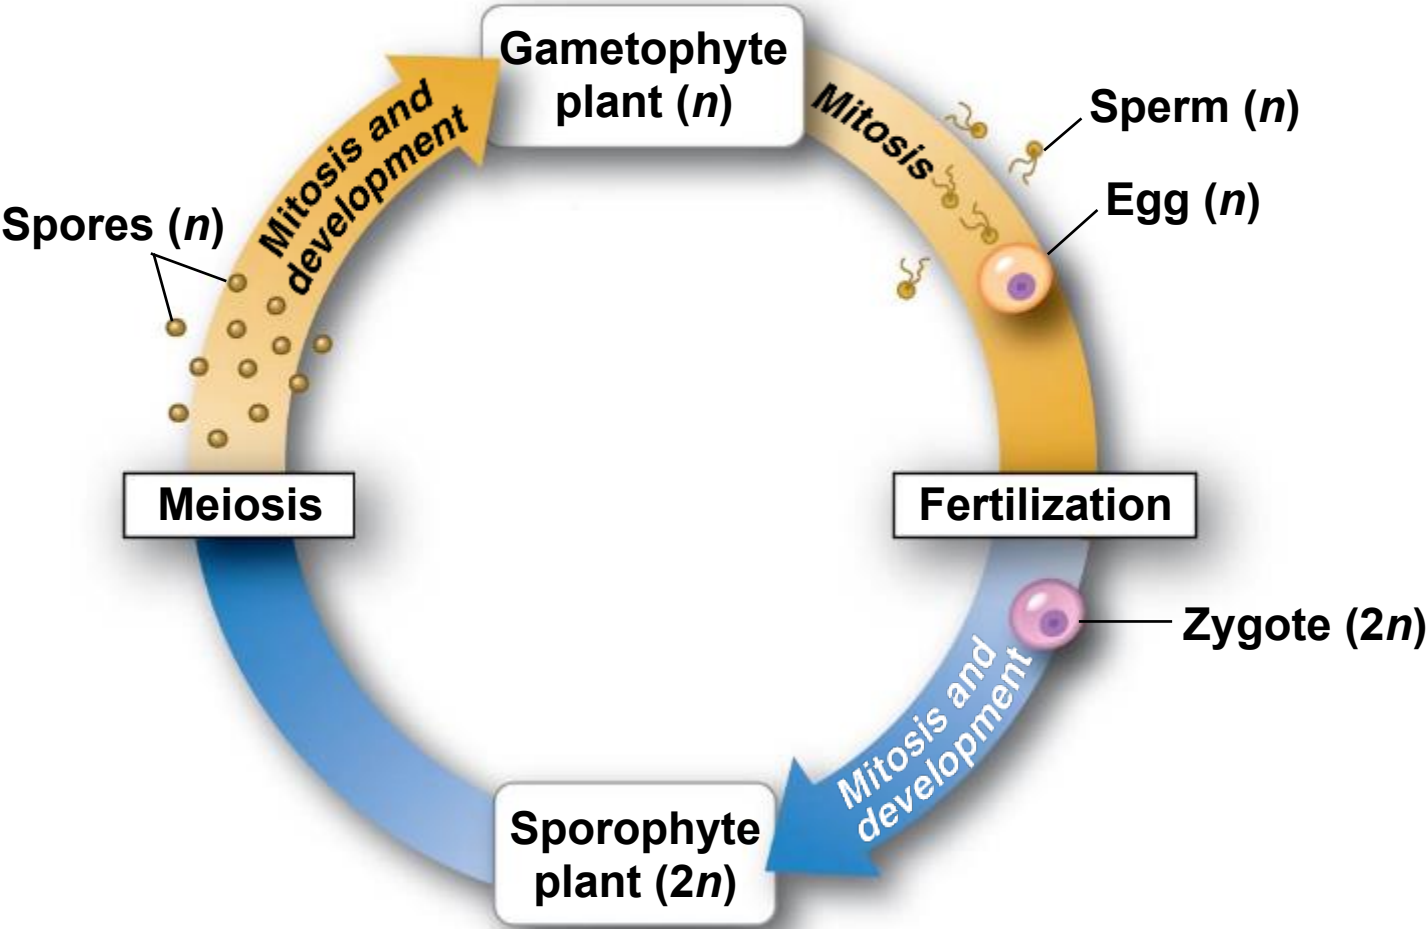 Gametophyte
plant (n)
Mitosis
Sperm (n)
Egg (n)
Fertilization
Zygote (2n)
Mitosis and
development
Sporophyte
plant (2n)
Meiosis
Spores (n)
Mitosis and
development